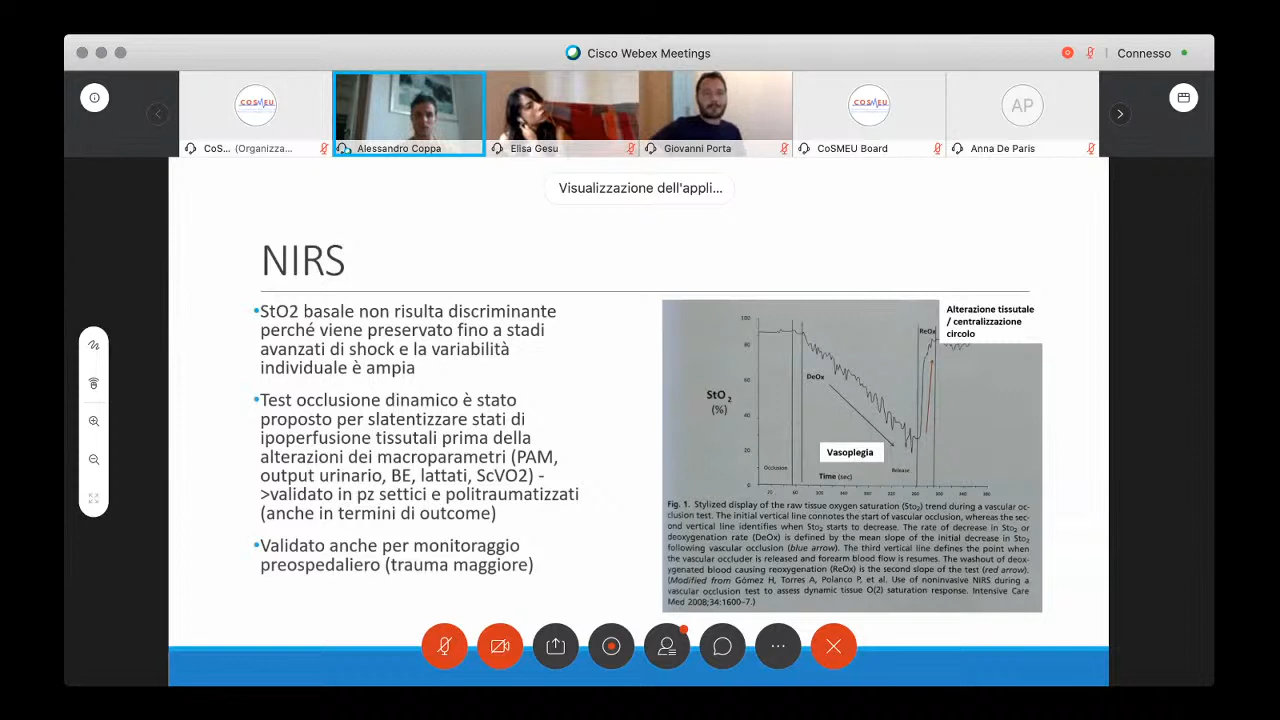 Cisco Webex Meetings
Connesso
COSMEU
COSMEU
AP
CoS... (Organizza...
Alessandro Coppa
Elisa Gesu
Giovanni Porta
CoSMEU Board
Anna De Paris
Visualizzazione dell'appli...
NIRS
•StO2 basale non risulta discriminante
perché viene preservato fino a stadi
avanzati di shock e la variabilità
individuale è ampia
•Test occlusione dinamico è stato
proposto per slatentizzare stati di
ipoperfusione tissutali prima della
alterazioni dei macroparametri (PAM,
output urinario, BE, lattati, ScVO2) -
>validato in pz settici e politraumatizzati
(anche in termini di outcome)
•Validato anche per monitoraggio
preospedaliero (trauma maggiore)
Alterazione tissutale
/ centralizzazione
circolo
100
80
60
40
20
0
StO2
(%)
DeOx
ReOx
Vasoplegia
Occlusion
Time (sec)
Release
Fig. 1. Stylized display of the raw tissue oxygen saturation (Sto2) trend during a vascular oc-
clusion test. The initial vertical line connotes the start of vascular occlusion, whereas the sec-
ond vertical line identifies when Sto2 starts to decrease. The rate of decrease in Sto2 or
deoxygenation rate (DeOx) is defined by the mean slope of the initial decrease in Sto2
following vascular occlusion (blue arrow). The third vertical line defines the point when
the vascular occluder is released and forearm blood flow is resumes. The washout of deox-
ygenated blood causing reoxygenation (ReOx) is the second slope of the test (red arrow).
(Modified from Gómez H, Torres A, Polanco P, et al. Use of noninvasive NIRS during a
vascular occlusion test to assess dynamic tissue O(2) saturation response. Intensive Care
Med 2008;34:1600–7.)